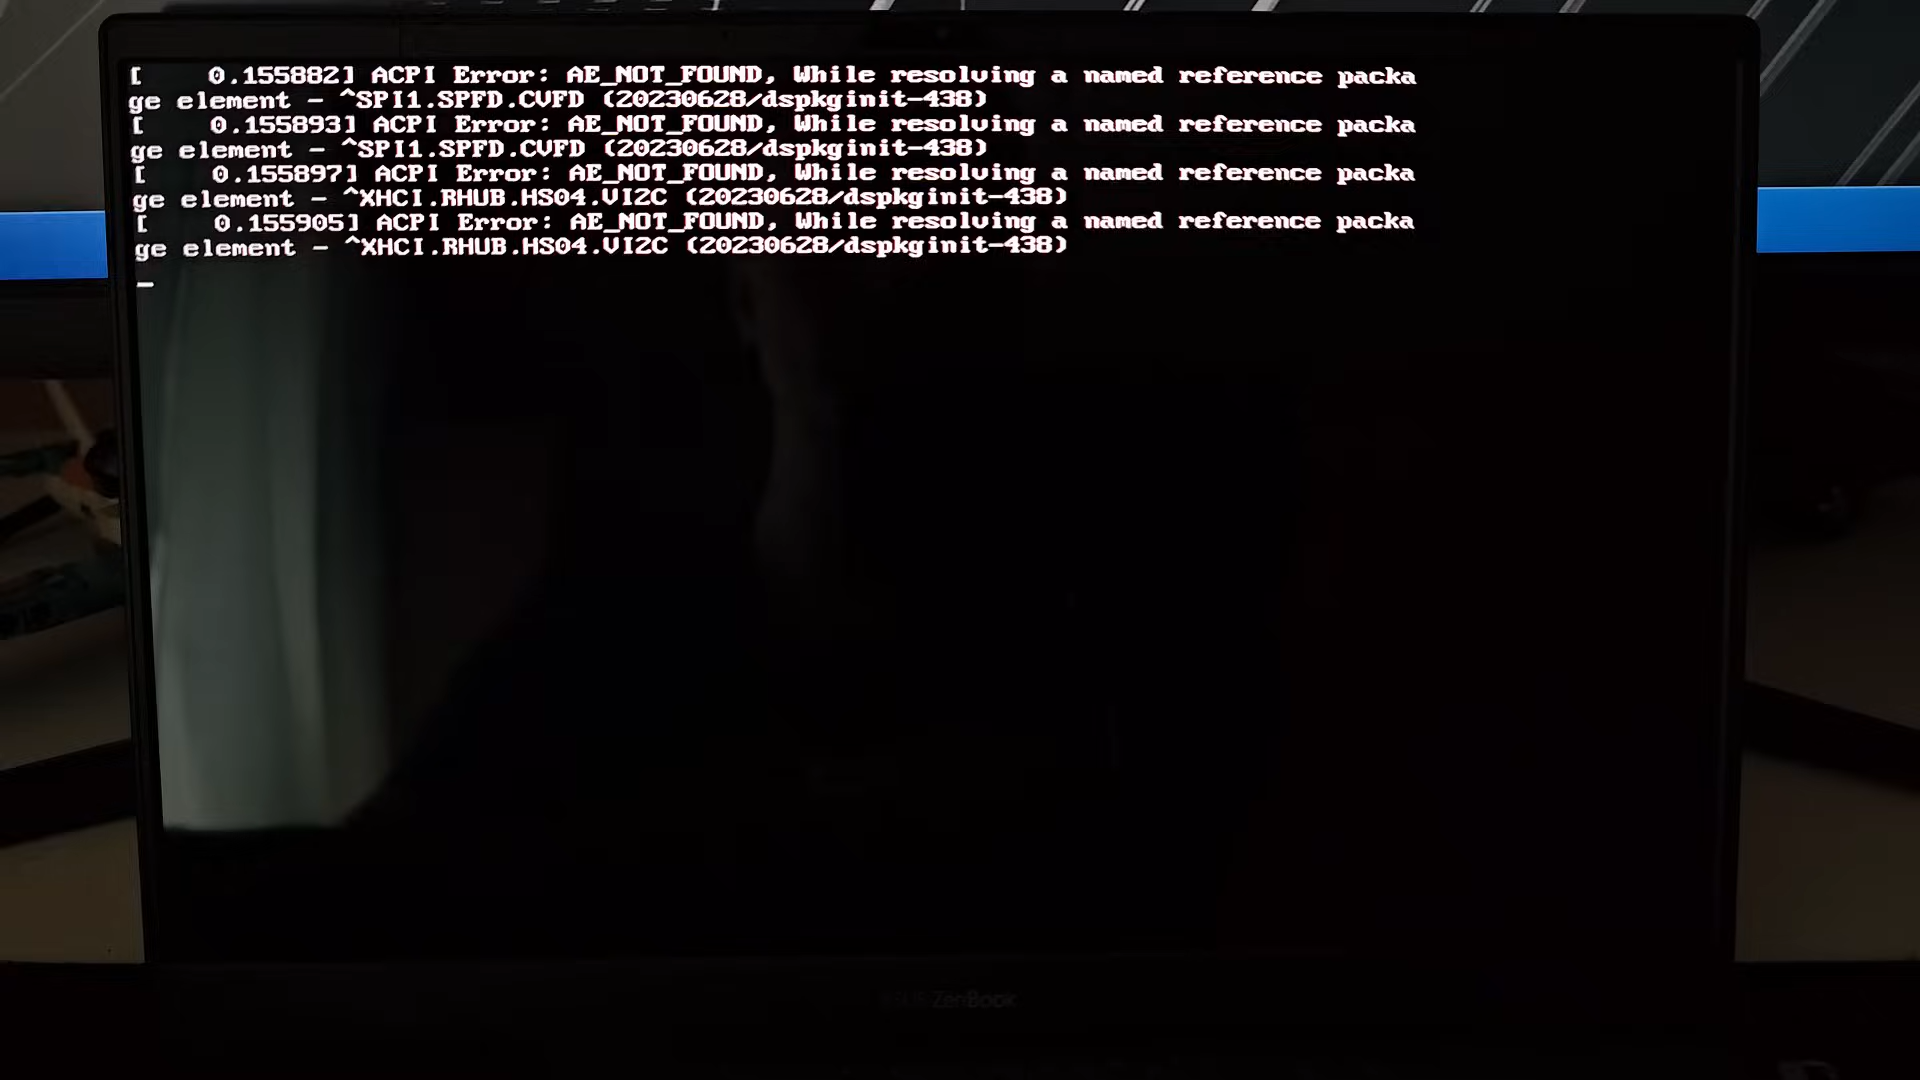 [    0.155882] ACPI Error: AE_NOT_FOUND, While resolving a named reference packa
ge element - ^SPI1.SPFD.CVFD (20230628/dspkginit-438)
[    0.155893] ACPI Error: AE_NOT_FOUND, While resolving a named reference packa
ge element - ^SPI1.SPFD.CVFD (20230628/dspkginit-438)
[    0.155897] ACPI Error: AE_NOT_FOUND, While resolving a named reference packa
ge element - ^XHCI.RHUB.HS04.VI2C (20230628/dspkginit-438)
[    0.155905] ACPI Error: AE_NOT_FOUND, While resolving a named reference packa
ge element - ^XHCI.RHUB.HS04.VI2C (20230628/dspkginit-438)
_
ASUS ZenBook